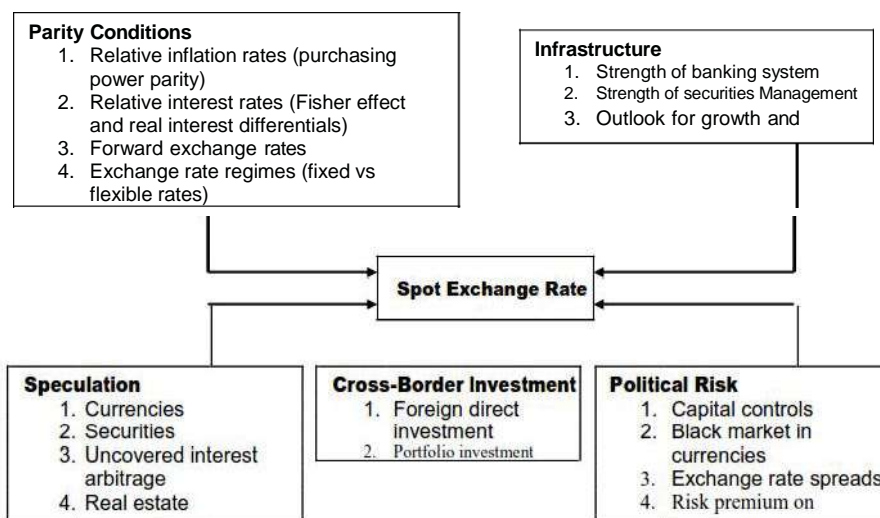 Parity Conditions
1. Relative inflation rates (purchasing
power parity)
2. Relative interest rates (Fisher effect
and real interest differentials)
3. Forward exchange rates
4. Exchange rate regimes (fixed vs
flexible rates)
Infrastructure
1. Strength of banking system
2. Strength of securities Management
3. Outlook for growth and
Spot Exchange Rate
Speculation
1. Currencies
2. Securities
3. Uncovered interest
arbitrage
4. Real estate
Cross-Border Investment
1. Foreign direct
investment
2. Portfolio investment
Political Risk
1. Capital controls
2. Black market in
currencies
3. Exchange rate spreads
4. Risk premium on